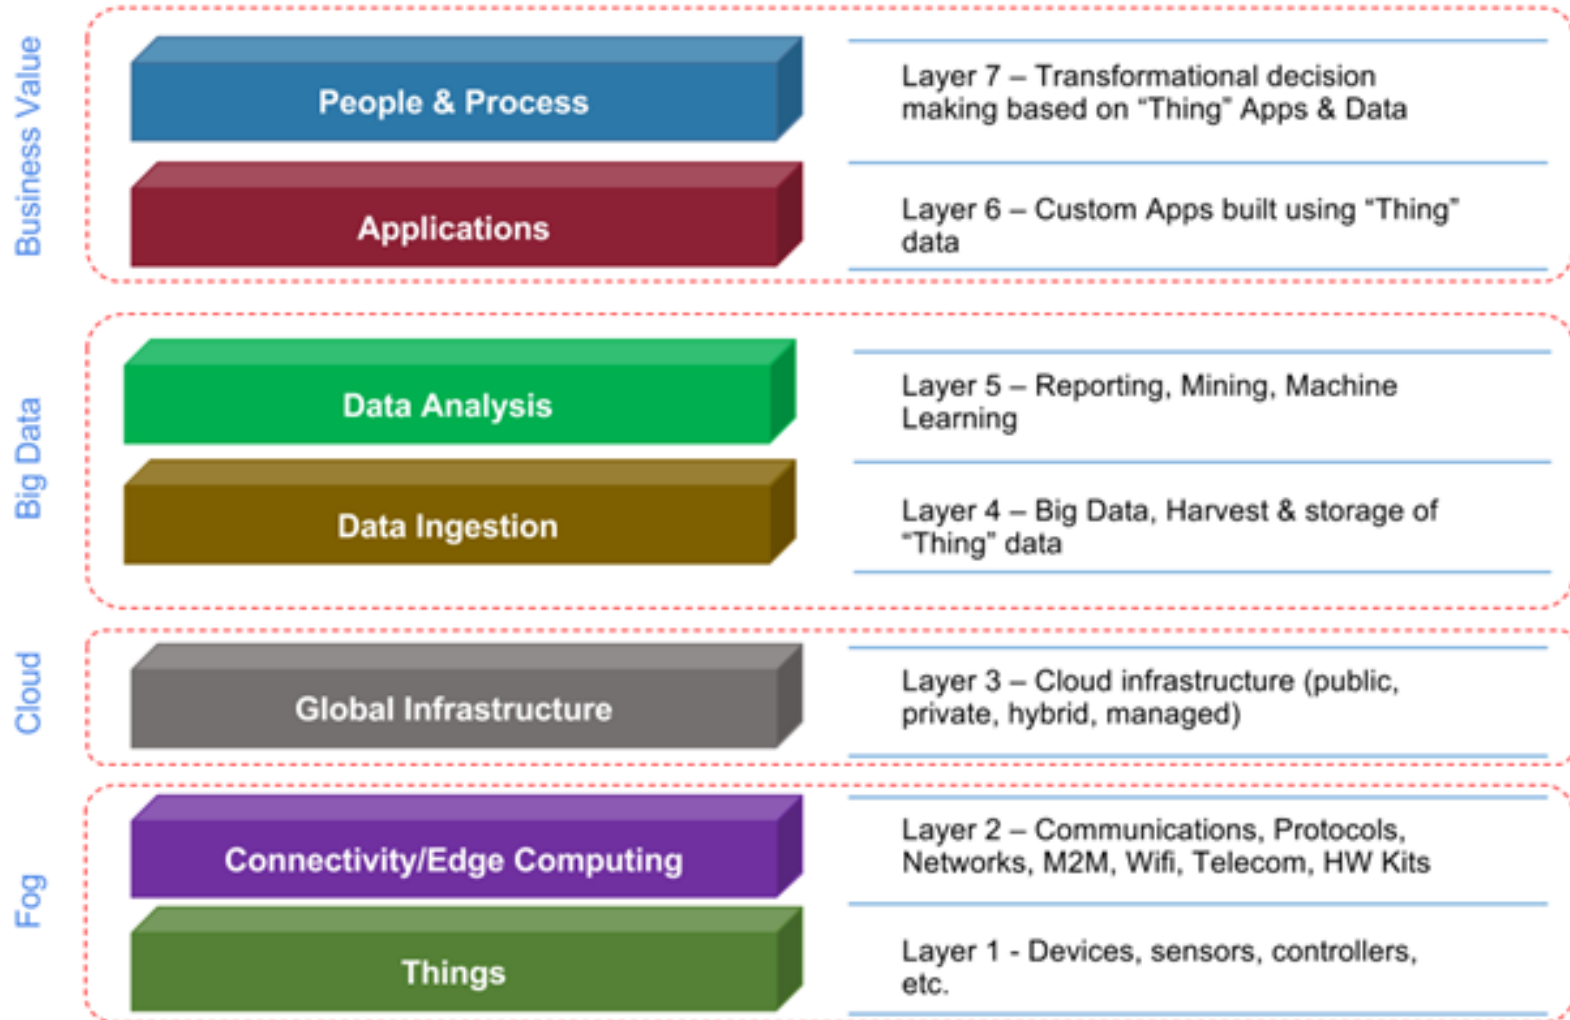 Business Value
People & Process
Layer 7 – Transformational decision
making based on “Thing” Apps & Data
Applications
Layer 6 – Custom Apps built using “Thing”
data
Big Data
Data Analysis
Layer 5 – Reporting, Mining, Machine
Learning
Data Ingestion
Layer 4 – Big Data, Harvest & storage of
“Thing” data
Cloud
Global Infrastructure
Layer 3 – Cloud infrastructure (public,
private, hybrid, managed)
Fog
Connectivity/Edge Computing
Layer 2 – Communications, Protocols,
Networks, M2M, Wifi, Telecom, HW Kits
Things
Layer 1 - Devices, sensors, controllers,
etc.